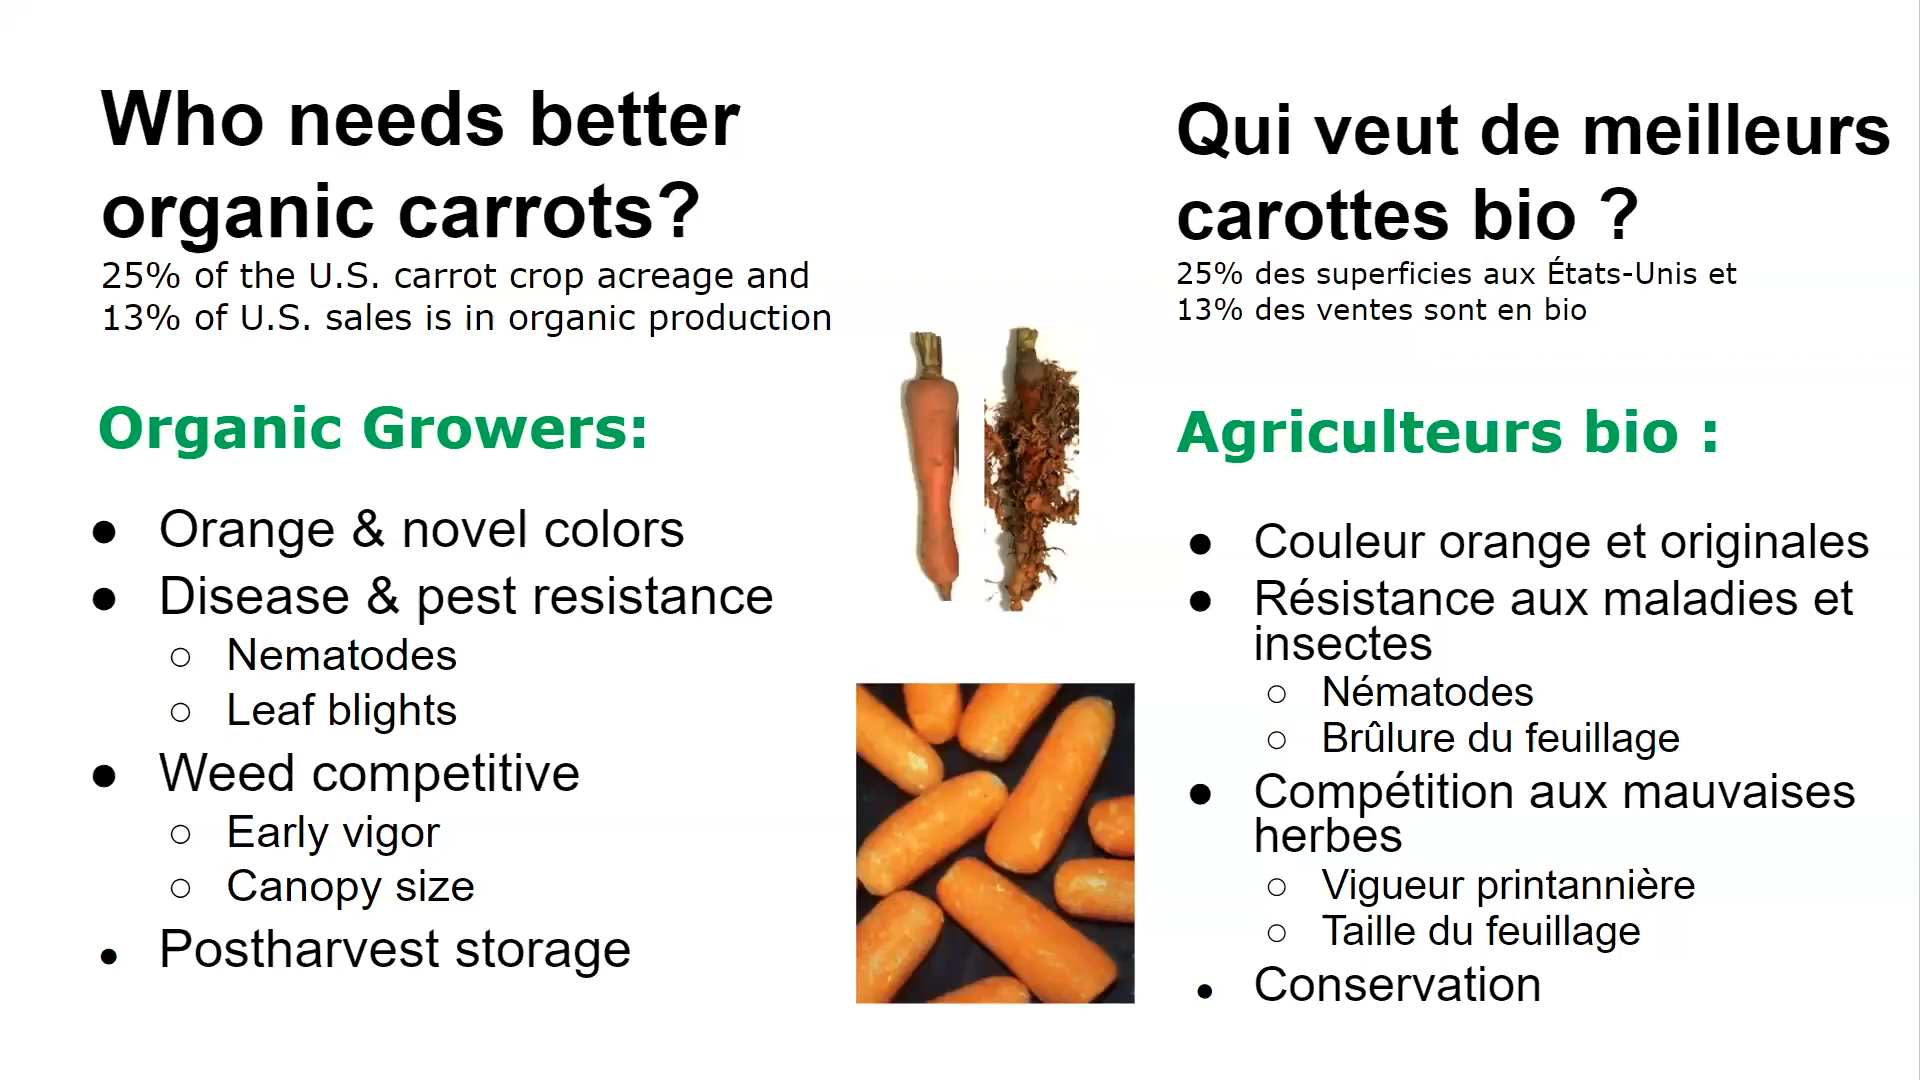 Who needs better
organic carrots?
25% of the U.S. carrot crop acreage and
13% of U.S. sales is in organic production
Organic Growers:
● Orange & novel colors
● Disease & pest resistance
○ Nematodes
○ Leaf blights
● Weed competitive
○ Early vigor
○ Canopy size
● Postharvest storage
Qui veut de meilleurs
carottes bio ?
25% des superficies aux États-Unis et
13% des ventes sont en bio
Agriculteurs bio :
● Couleur orange et originales
● Résistance aux maladies et
insectes
○ Nématodes
○ Brûlure du feuillage
● Compétition aux mauvaises
herbes
○ Vigueur printannière
○ Taille du feuillage
● Conservation